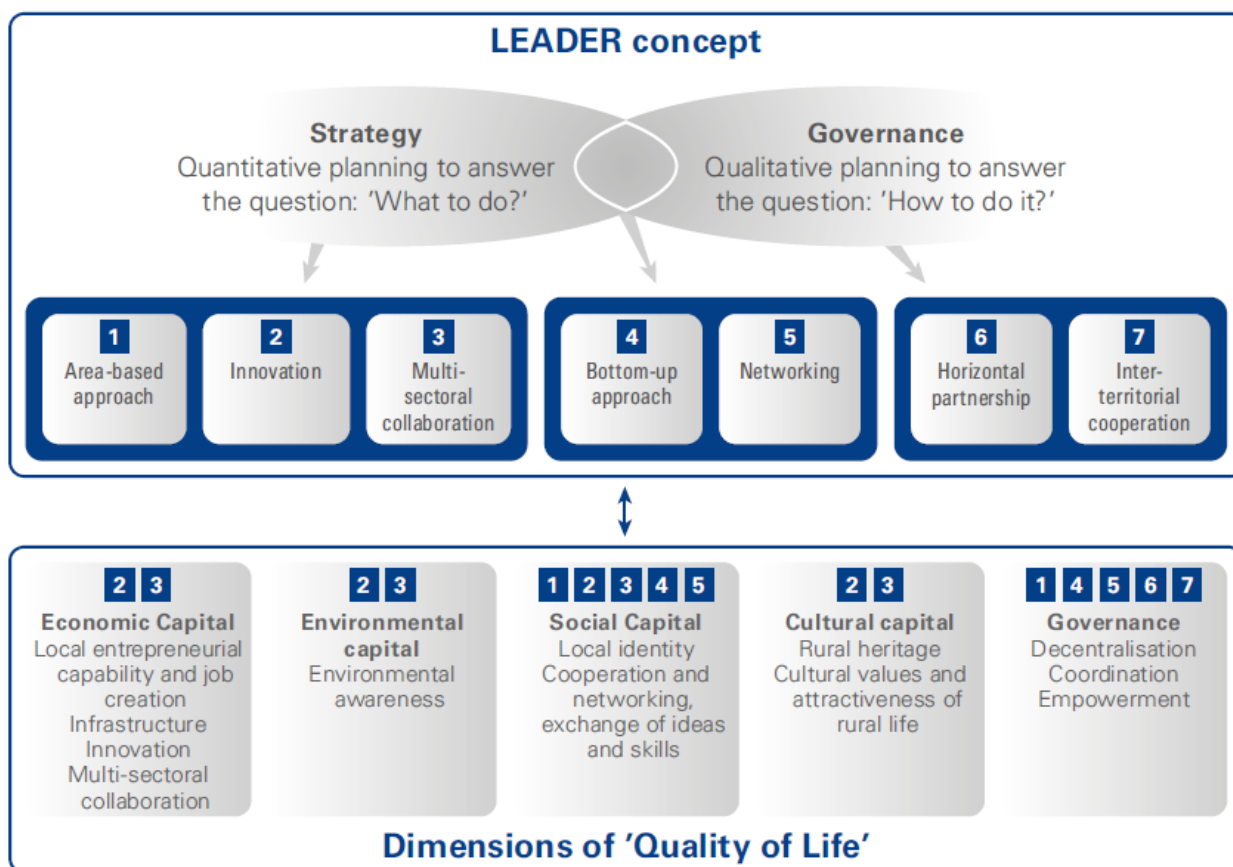 LEADER concept
Strategy
Quantitative planning to answer
the question: ’What to do?’
Governance
Qualitative planning to answer
the question: ’How to do it?’
1
Area-based
approach
2
Innovation
3
Multi-
sectoral
collaboration
4
Bottom-up
approach
5
Networking
6
Horizontal
partnership
7
Inter-
territorial
cooperation
2 3
Economic Capital
Local entrepreneurial
capability and job
creation
Infrastructure
Innovation
Multi-sectoral
collaboration
2 3
Environmental
capital
Environmental
awareness
1 2 3 4 5
Social Capital
Local identity
Cooperation and
networking,
exchange of ideas
and skills
2 3
Cultural capital
Rural heritage
Cultural values and
attractiveness of
rural life
1 4 5 6 7
Governance
Decentralisation
Coordination
Empowerment
Dimensions of ’Quality of Life’